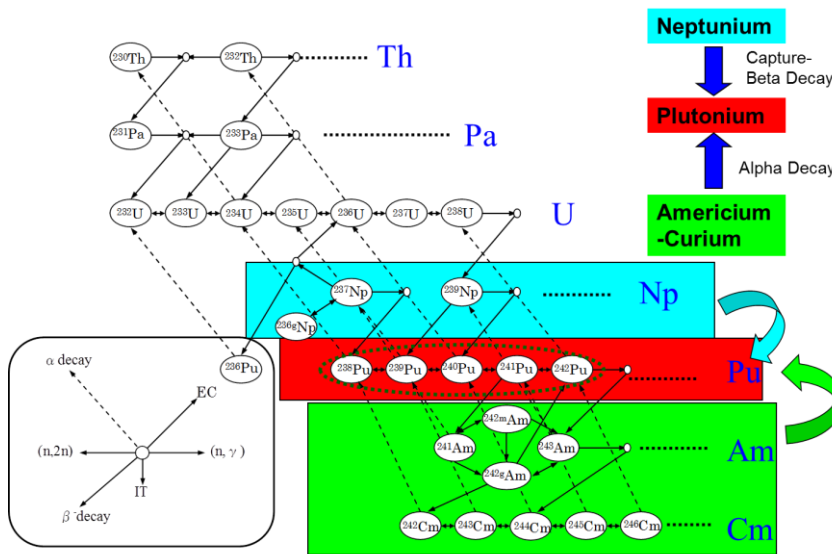 ²³⁰Th ²³²Th ........... Th
Neptunium
Capture-
Beta Decay
Plutonium
Alpha Decay
Americium
-Curium
²³¹Pa ²³³Pa ........... Pa
²³²U ²³³U ²³⁴U ²³⁵U ²³⁶U ²³⁷U ²³⁸U U
²³⁷Np ²³⁹Np ........... Np
²³⁶ᵍNp
²³⁶Pu ²³⁸Pu ²³⁹Pu ²⁴⁰Pu ²⁴¹Pu ²⁴²Pu ........... Pu
²⁴²ᵐAm
²⁴¹Am ²⁴³Am ........ Am
²⁴²ᵍAm
²⁴²Cm ²⁴³Cm ²⁴⁴Cm ²⁴⁵Cm ²⁴⁶Cm ........ Cm
α decay
EC
(n,2n) (n, γ)
IT
β⁻decay